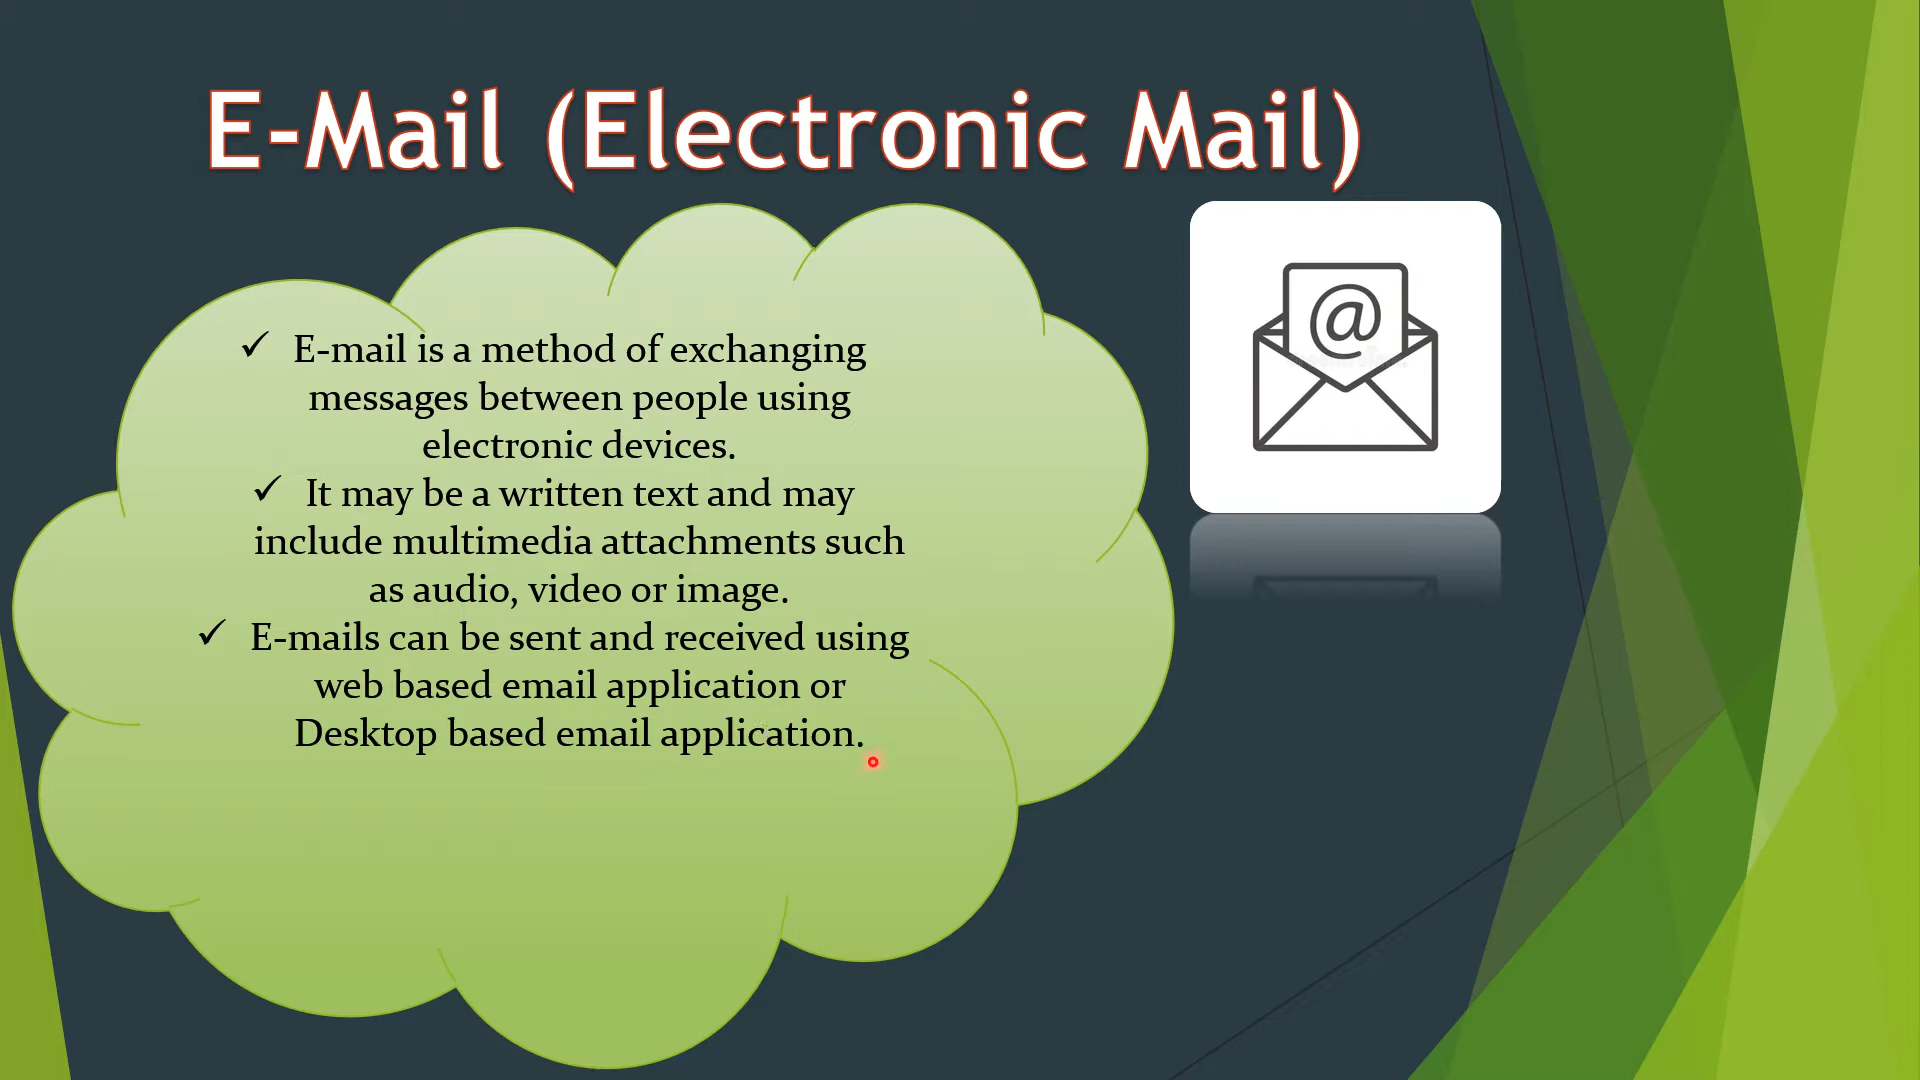 E-Mail (Electronic Mail)
✓ E-mail is a method of exchanging
messages between people using
electronic devices.
✓ It may be a written text and may
include multimedia attachments such
as audio, video or image.
✓ E-mails can be sent and received using
web based email application or
Desktop based email application.
@